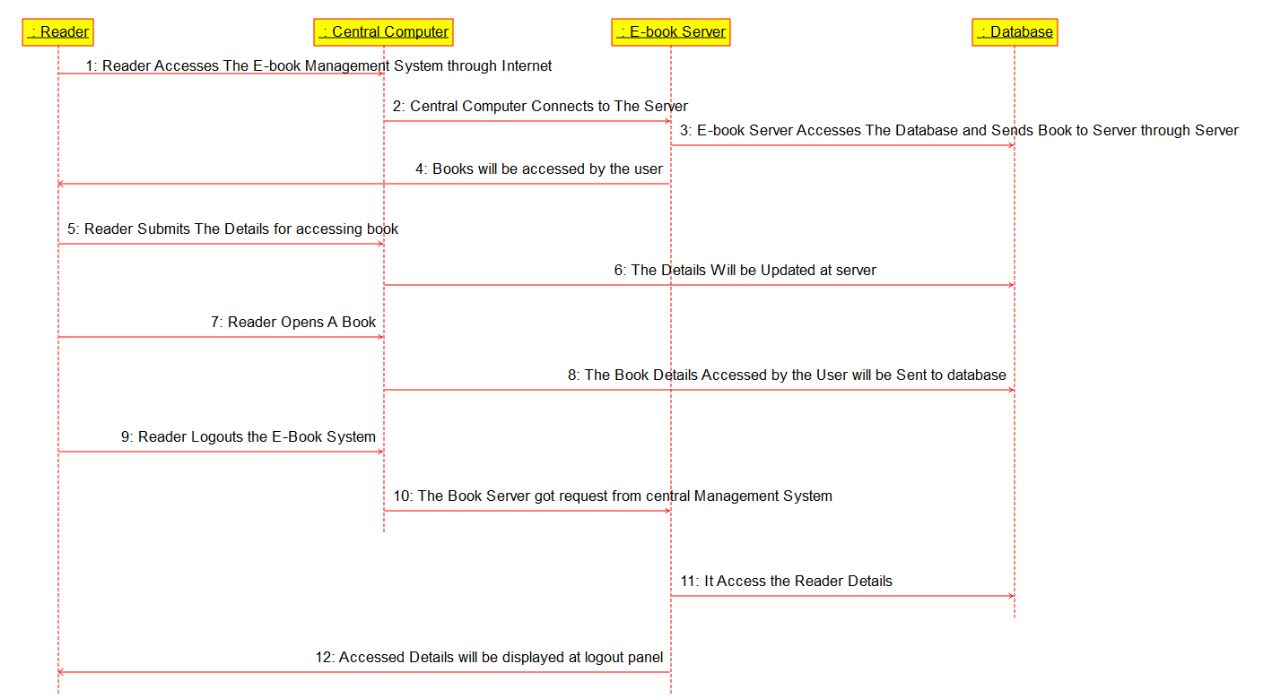 : Reader
: Central Computer
: E-book Server
: Database
1: Reader Accesses The E-book Management System through Internet
2: Central Computer Connects to The Server
3: E-book Server Accesses The Database and Sends Book to Server through Server
4: Books will be accessed by the user
5: Reader Submits The Details for accessing book
6: The Details Will be Updated at server
7: Reader Opens A Book
8: The Book Details Accessed by the User will be Sent to database
9: Reader Logouts the E-Book System
10: The Book Server got request from central Management System
11: It Access the Reader Details
12: Accessed Details will be displayed at logout panel